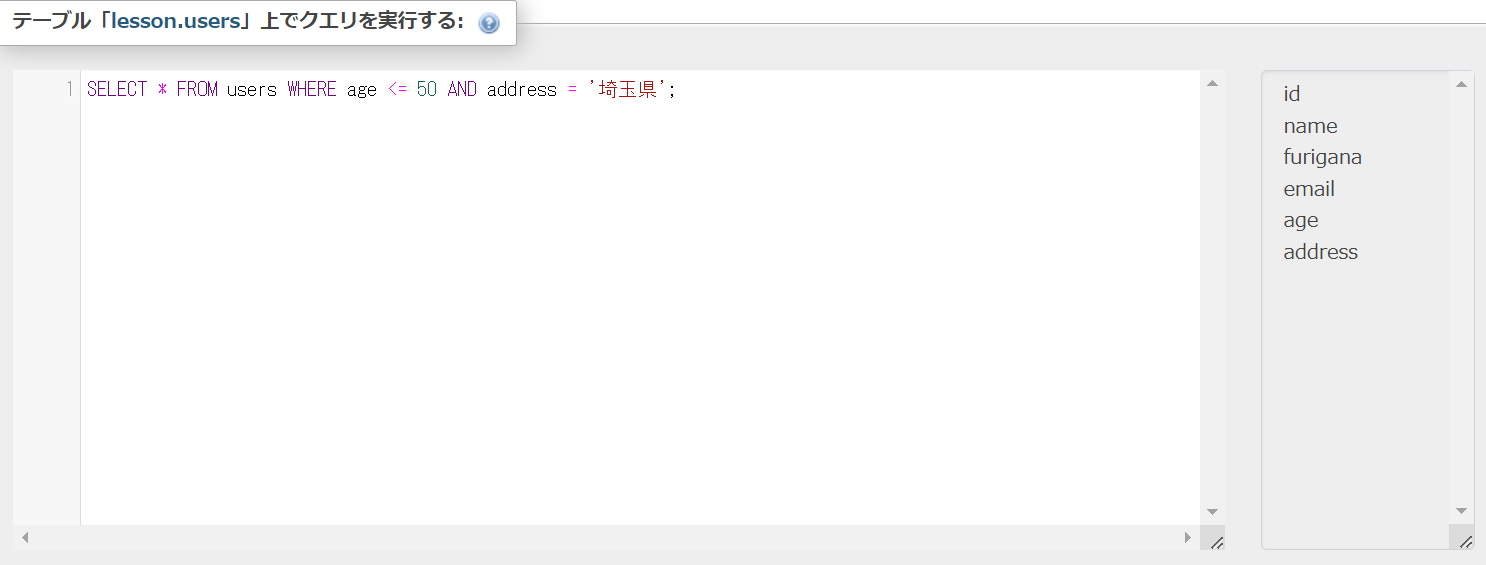 テーブル「lesson.users」上でクエリを実行する:
1 SELECT * FROM users WHERE age <= 50 AND address = '埼玉県';
id
name
furigana
email
age
address